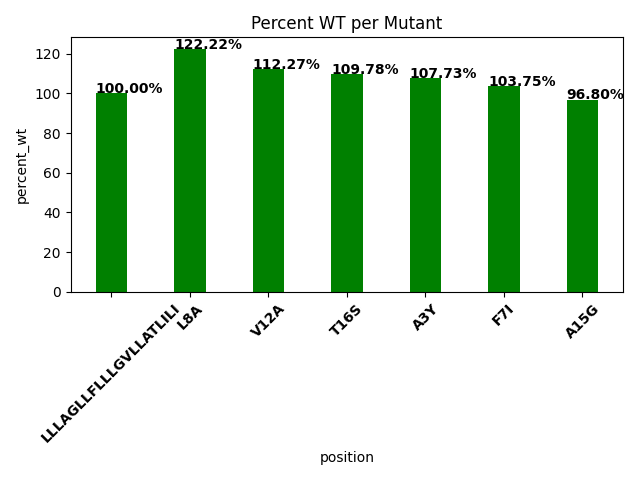 Percent WT per Mutant
percent_wt
120
100
80
60
40
20
0
100.00%
122.22%
112.27%
109.78%
107.73%
103.75%
96.80%
LLLAGLLFLLLGVLLATLILI
L8A
V12A
T16S
A3Y
F7I
A15G
position